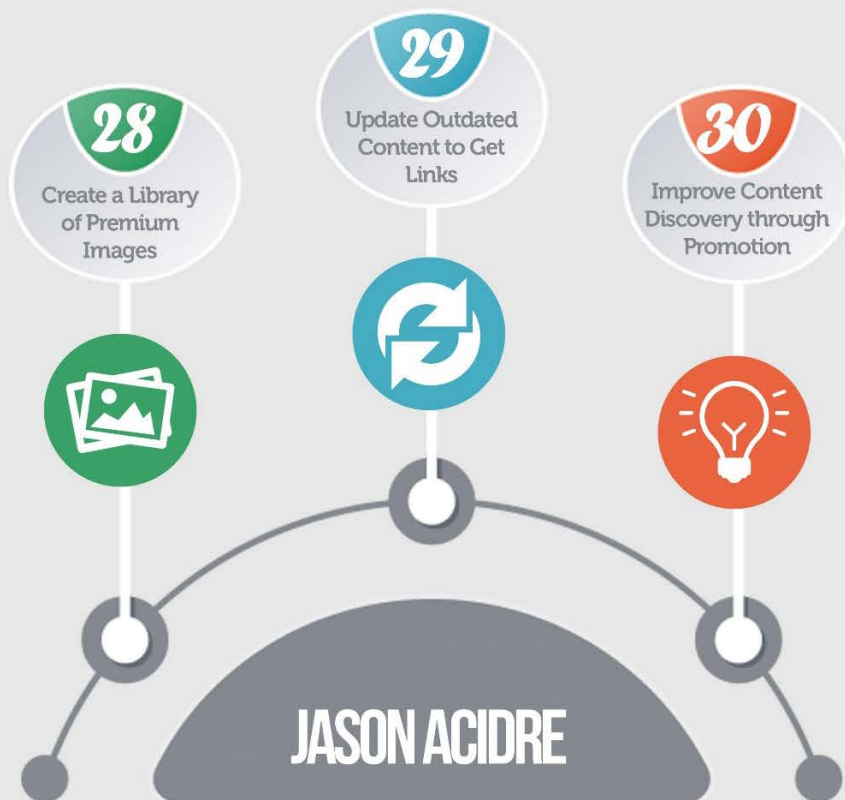 28
Create a Library
of Premium
Images
29
Update Outdated
Content to Get
Links
30
Improve Content
Discovery through
Promotion
JASON ACIDRE